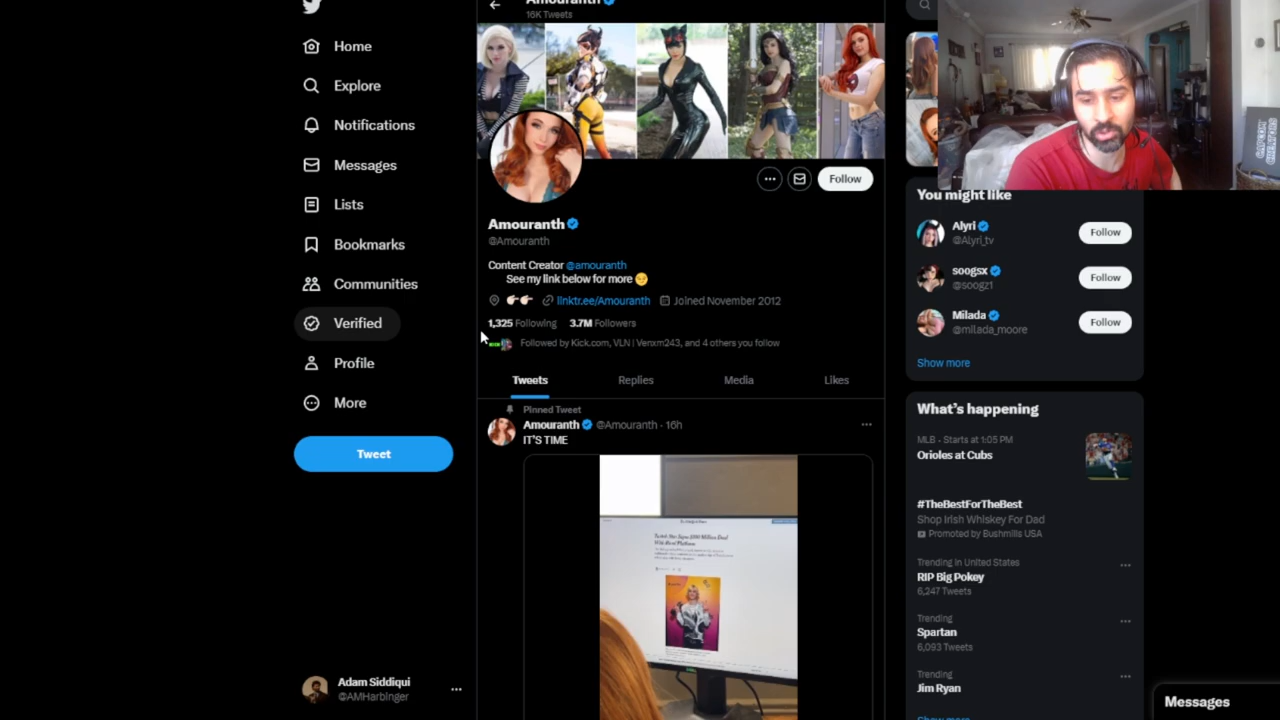 Amouranth
16K Tweets
Home
Explore
Notifications
Messages
Lists
Bookmarks
Communities
Verified
Profile
More
Tweet
Adam Siddiqui
@AMHarbinger
Follow
Amouranth
@Amouranth
Content Creator @amouranth
See my link below for more
linktr.ee/Amouranth Joined November 2012
1,325 Following 3.7M Followers
Followed by Kick.com, VLN | Venxm243, and 4 others you follow
Tweets Replies Media Likes
Pinned Tweet
Amouranth @Amouranth · 16h
IT'S TIME
You might like
Alyri
@Alyri_tv
Follow
soogsx
@soogz1
Follow
Milada
@milada_moore
Follow
Show more
What's happening
MLB · Starts at 1:05 PM
Orioles at Cubs
#TheBestForTheBest
Shop Irish Whiskey For Dad
Promoted by Bushmills USA
Trending in United States
RIP Big Pokey
6,247 Tweets
Trending
Spartan
6,093 Tweets
Trending
Jim Ryan
Show more
Messages